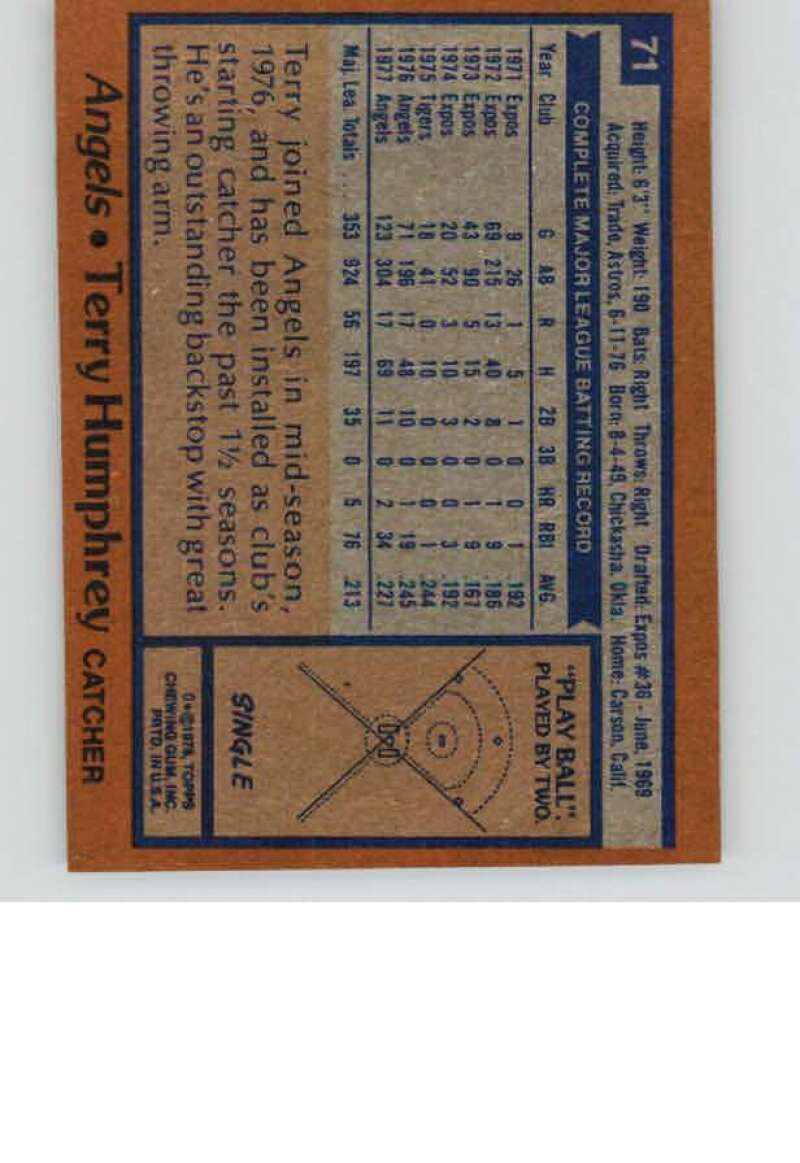 71
Height: 6'3" Weight: 190 Bats: Right Throws: Right Drafted: Expos #36 - June, 1969
Acquired: Trade, Astros, 6-11-76 Born: 8-4-49, Chickasha, Okla. Home: Carson, Calif.
COMPLETE MAJOR LEAGUE BATTING RECORD
Year Club G AB R H 2B 3B HR RBI AVG
1971 Expos 9 26 1 5 1 0 0 1 .192
1972 Expos 69 215 13 40 8 0 1 9 .186
1973 Expos 43 90 5 15 2 0 1 9 .167
1974 Expos 20 52 3 10 3 0 0 3 .192
1975 Tigers 18 41 0 10 0 0 0 1 .244
1976 Angels 71 196 17 48 10 0 1 19 .245
1977 Angels 123 304 17 69 11 0 2 34 .227
Maj. Lea. Totals ... 353 924 56 197 35 0 5 76 .213
Terry joined Angels in mid-season,
1976, and has been installed as club's
starting catcher the past 1½ seasons.
He's an outstanding backstop with great
throwing arm.
"PLAY BALL".
PLAYED BY TWO.
SINGLE
0*©1978, TOPPS
CHEWING GUM, INC.
PRTD. IN U.S.A.
Angels • Terry Humphrey CATCHER